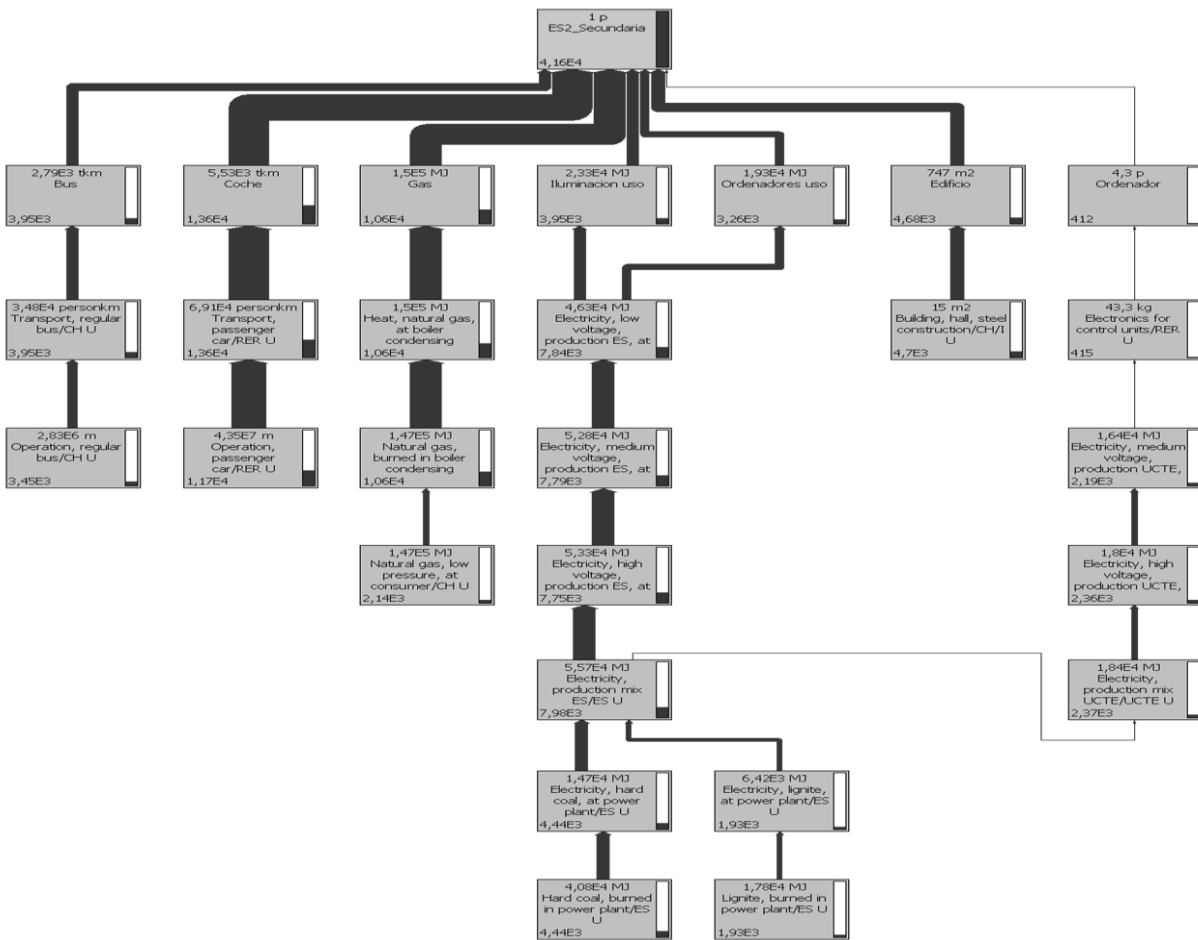 1 p
ES2_Secundaria
4,16E4
2,79E3 tkm
Bus
3,95E3
5,53E3 tkm
Coche
1,36E4
1,5E5 MJ
Gas
1,06E4
2,33E4 MJ
Iluminacion uso
3,95E3
1,93E4 MJ
Ordenadores uso
3,26E3
747 m2
Edificio
4,68E3
4,3 p
Ordenador
412
3,48E4 personkm
Transport, regular
bus/CH U
3,95E3
6,91E4 personkm
Transport,
passenger
car/RER U
1,36E4
1,5E5 MJ
Heat, natural gas,
at boiler
condensing
1,06E4
4,63E4 MJ
Electricity, low
voltage,
production ES, at
7,84E3
15 m2
Building, hall, steel
construction/CH/I
U
4,7E3
43,3 kg
Electronics for
control units/RER
U
415
2,83E6 m
Operation, regular
bus/CH U
3,45E3
4,35E7 m
Operation,
passenger
car/RER U
1,17E4
1,47E5 MJ
Natural gas,
burned in boiler
condensing
1,06E4
5,28E4 MJ
Electricity, medium
voltage,
production ES, at
7,79E3
1,64E4 MJ
Electricity, medium
voltage,
production UCTE,
2,19E3
1,47E5 MJ
Natural gas, low
pressure, at
consumer/CH U
2,14E3
5,33E4 MJ
Electricity, high
voltage,
production ES, at
7,75E3
1,8E4 MJ
Electricity, high
voltage,
production UCTE,
2,36E3
5,57E4 MJ
Electricity,
production mix
ES/ES U
7,98E3
1,84E4 MJ
Electricity,
production mix
UCTE/UCTE U
2,37E3
1,47E4 MJ
Electricity, hard
coal, at power
plant/ES U
4,44E3
6,42E3 MJ
Electricity, lignite,
at power plant/ES
U
1,93E3
4,08E4 MJ
Hard coal, burned
in power plant/ES
U
4,44E3
1,78E4 MJ
Lignite, burned in
power plant/ES U
1,93E3